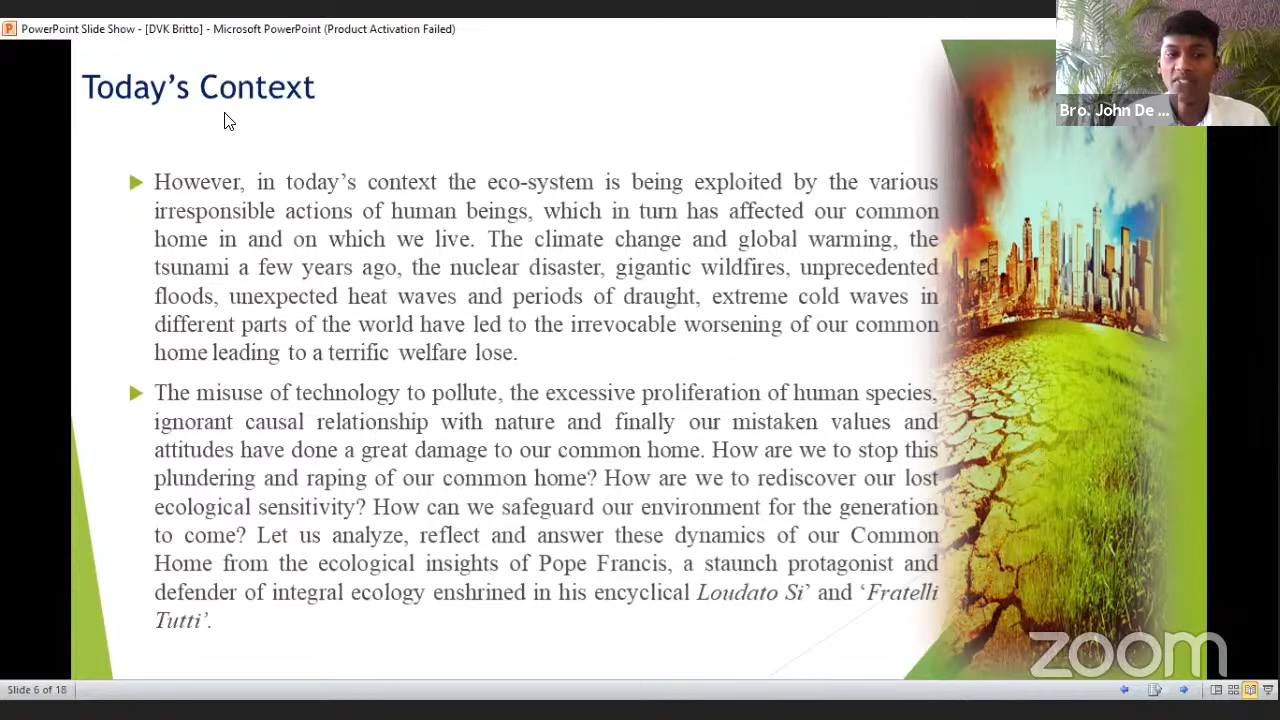 PowerPoint Slide Show - [DVK Britto] - Microsoft PowerPoint (Product Activation Failed)
Bro. John De ...
Today's Context
However, in today's context the eco-system is being exploited by the various
irresponsible actions of human beings, which in turn has affected our common
home in and on which we live. The climate change and global warming, the
tsunami a few years ago, the nuclear disaster, gigantic wildfires, unprecedented
floods, unexpected heat waves and periods of draught, extreme cold waves in
different parts of the world have led to the irrevocable worsening of our common
home leading to a terrific welfare lose.
The misuse of technology to pollute, the excessive proliferation of human species,
ignorant causal relationship with nature and finally our mistaken values and
attitudes have done a great damage to our common home. How are we to stop this
plundering and raping of our common home? How are we to rediscover our lost
ecological sensitivity? How can we safeguard our environment for the generation
to come? Let us analyze, reflect and answer these dynamics of our Common
Home from the ecological insights of Pope Francis, a staunch protagonist and
defender of integral ecology enshrined in his encyclical Loudato Si' and 'Fratelli
Tutti'.
zoom
Slide 6 of 18